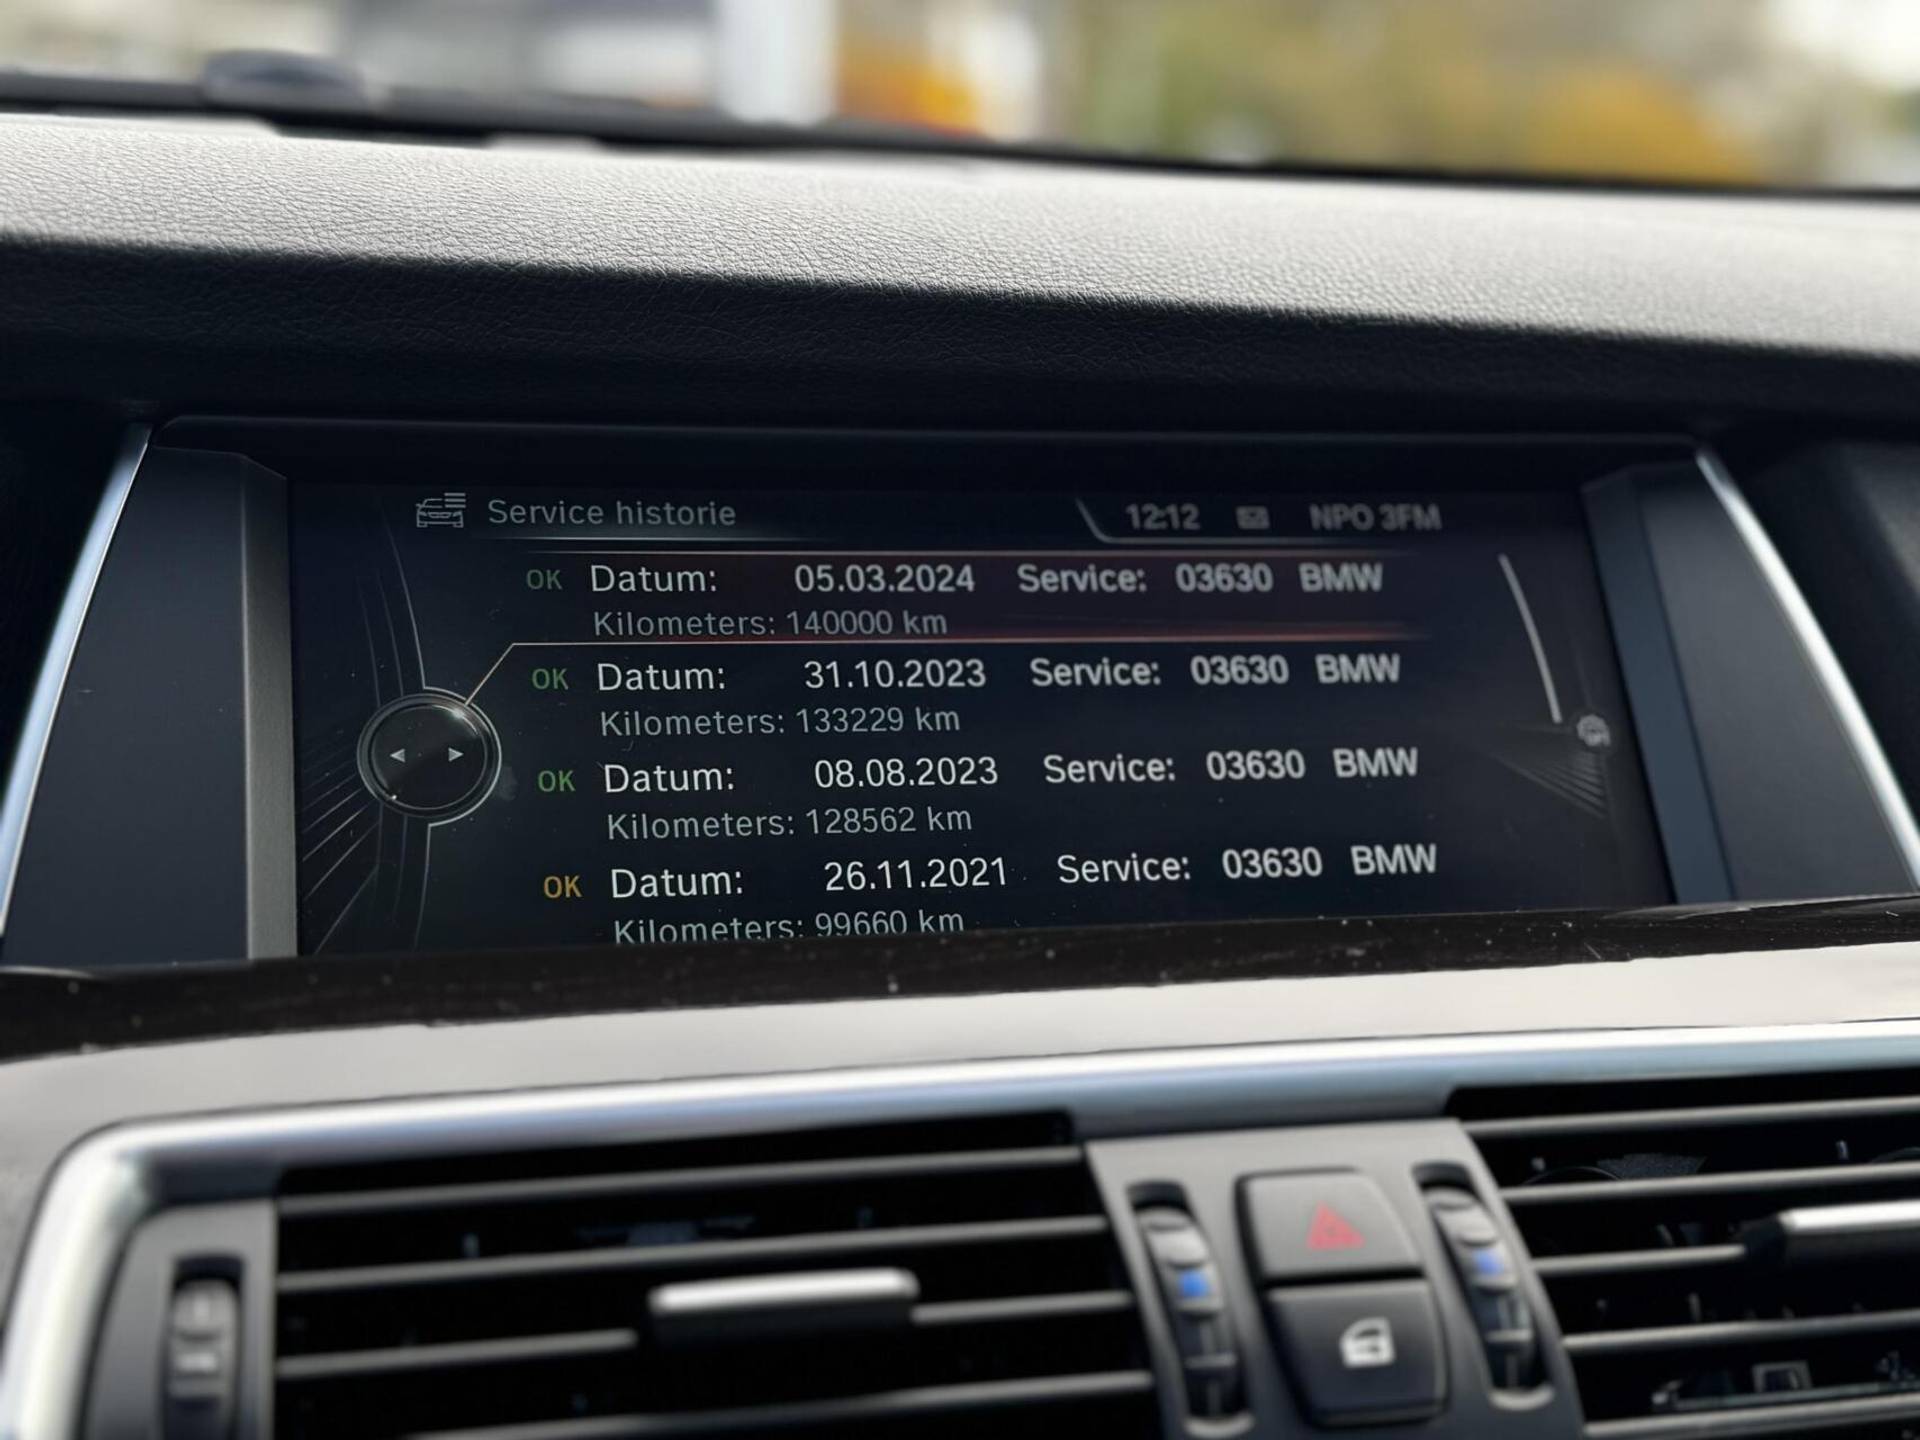 Service historie 12:12 NPO 3FM
OK Datum: 05.03.2024 Service: 03630 BMW
Kilometers: 140000 km
OK Datum: 31.10.2023 Service: 03630 BMW
Kilometers: 133229 km
OK Datum: 08.08.2023 Service: 03630 BMW
Kilometers: 128562 km
OK Datum: 26.11.2021 Service: 03630 BMW
Kilometers: 99660 km